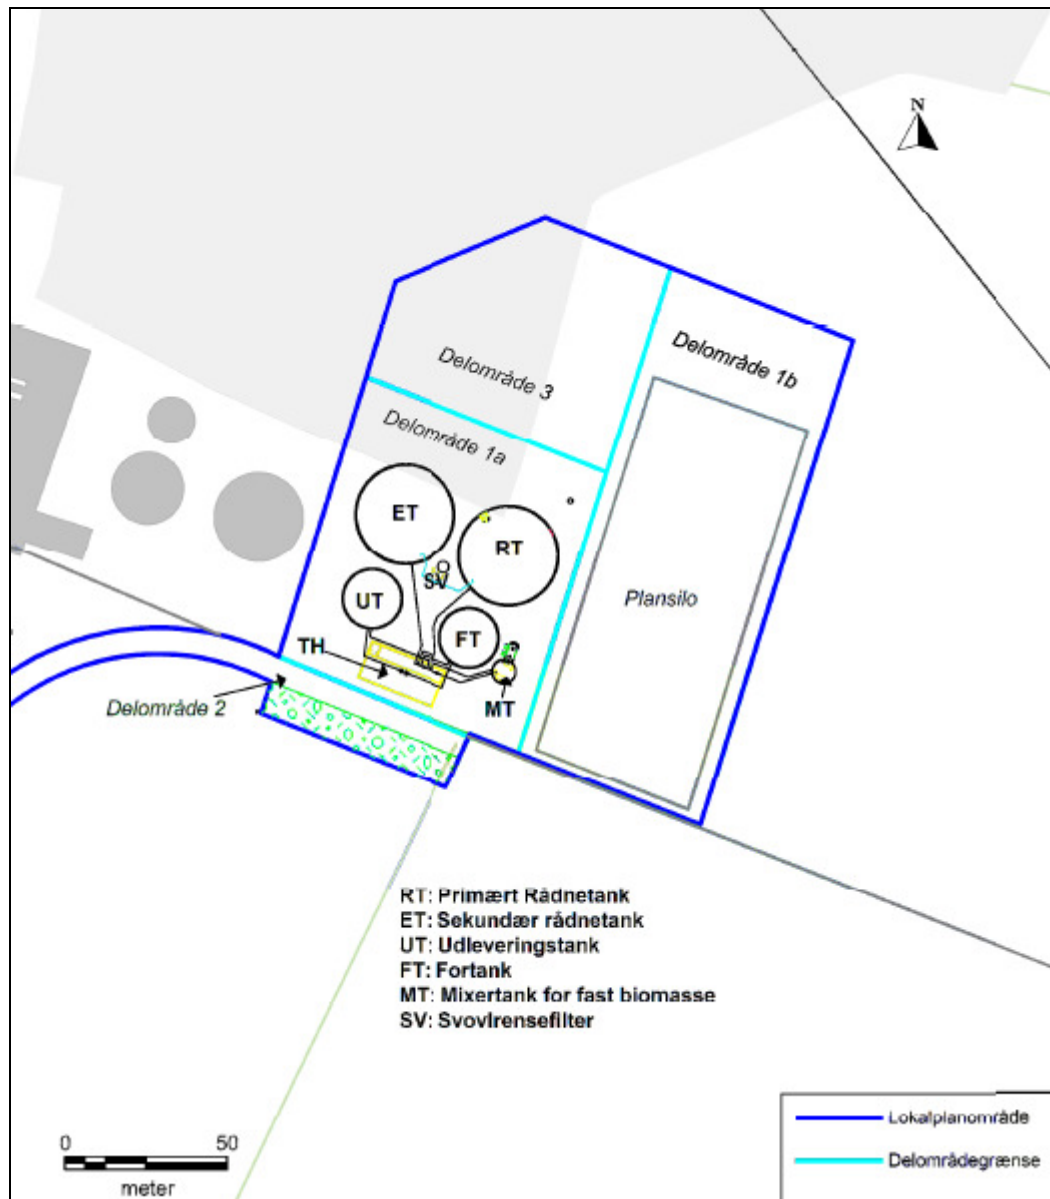 N
Delområde 1b
Delområde 3
Delområde 1a
ET
RT
SV
Plansilo
UT
FT
TH
MT
Delområde 2
RT: Primært Rådnetank
ET: Sekundær rådnetank
UT: Udleveringstank
FT: Fortank
MT: Mixertank for fast biomasse
SV: Svovlrensefilter
Lokalplanområde
0 50
Delområdegrænse
meter